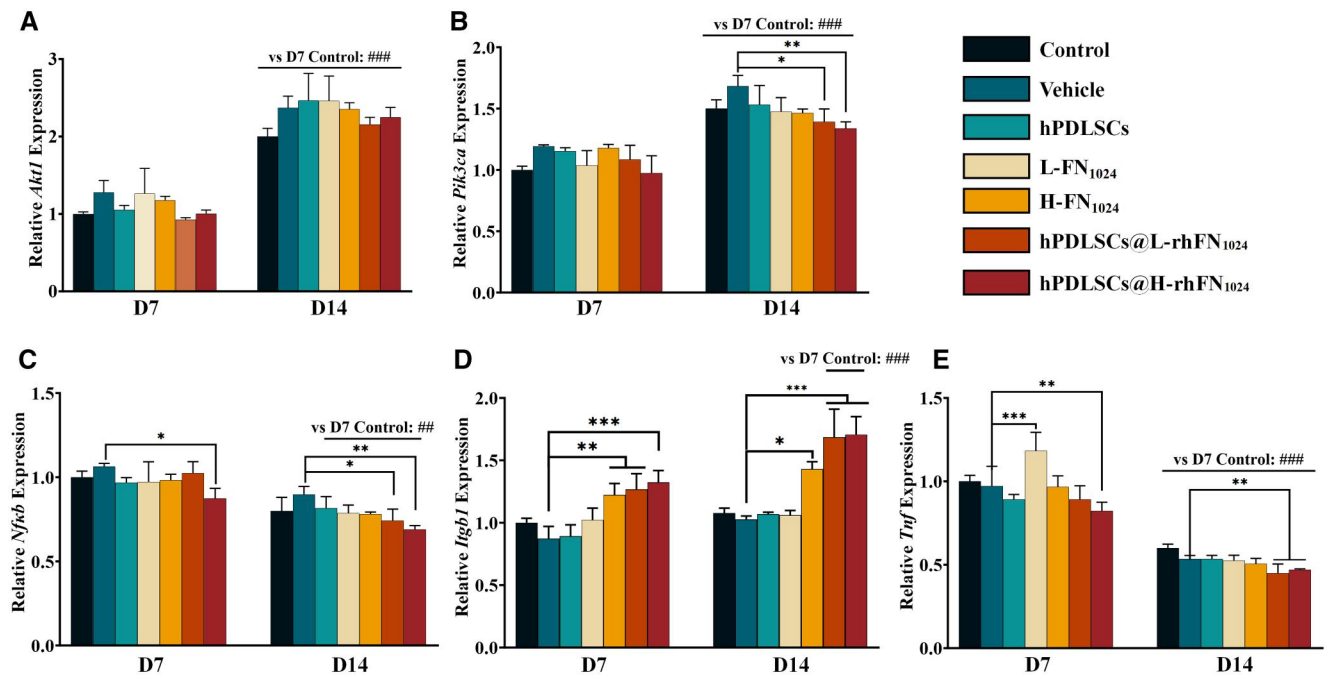 A
Relative Akt1 Expression
3
2
1
0
vs D7 Control: ###
D7
D14
B
Relative Pik3ca Expression
2.0
1.5
1.0
0.5
0.0
vs D7 Control: ###
**
*
D7
D14
Control
Vehicle
hPDLSCs
L-FN1024
H-FN1024
hPDLSCs@L-rhFN1024
hPDLSCs@H-rhFN1024
C
Relative Nfκb Expression
1.5
1.0
0.5
0.0
*
vs D7 Control: ##
**
*
D7
D14
D
Relative Itgb1 Expression
2.0
1.5
1.0
0.5
0.0
***
**
vs D7 Control: ###
***
*
D7
D14
E
Relative Tnf Expression
1.5
1.0
0.5
0.0
**
***
vs D7 Control: ###
**
D7
D14